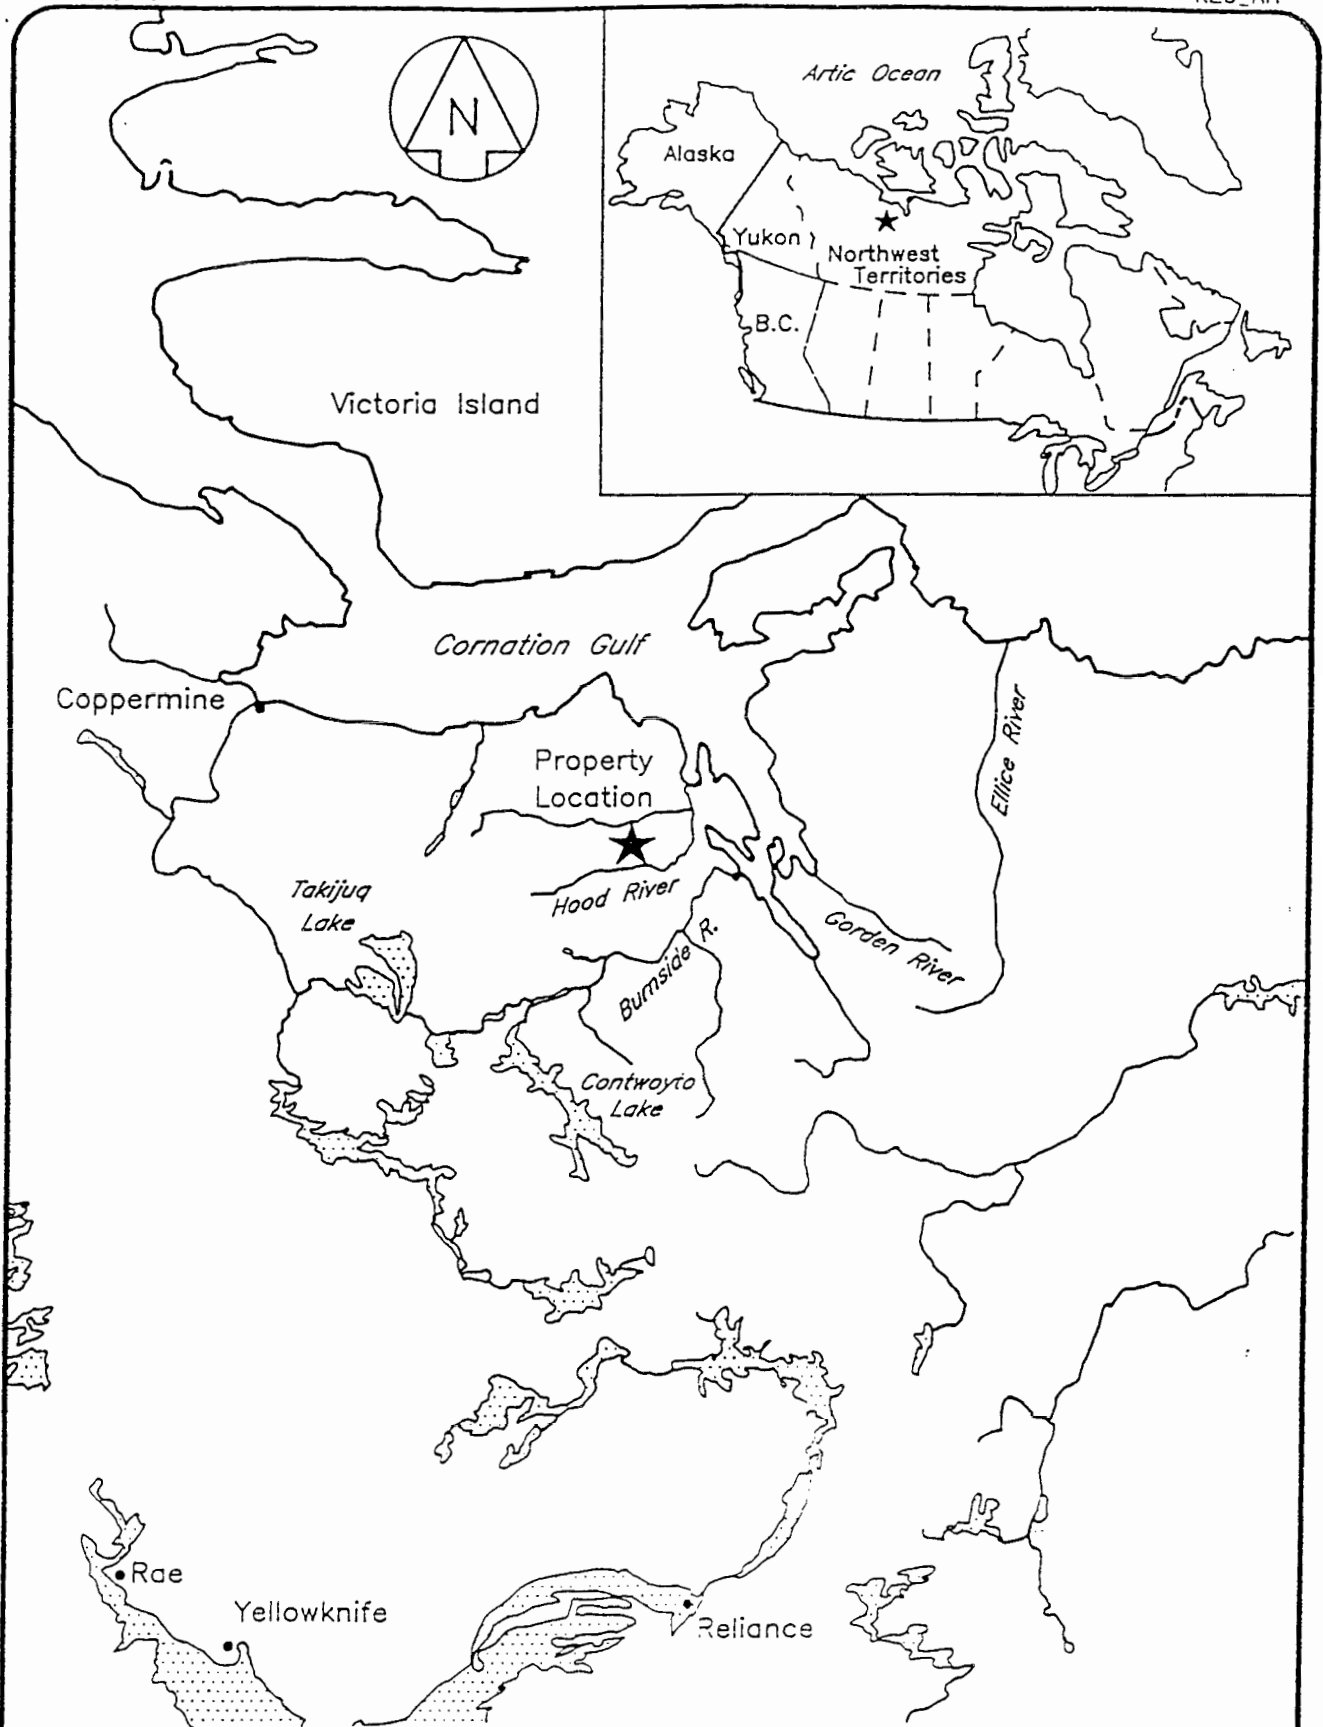 N
Artic Ocean
Alaska
Yukon
Northwest
Territories
B.C.
Victoria Island
Cornation Gulf
Coppermine
Property
Location
Ellice River
Hood River
Takijuq
Lake
Gorden River
Burnside R.
Contwoyto
Lake
Rae
Yellowknife
Reliance